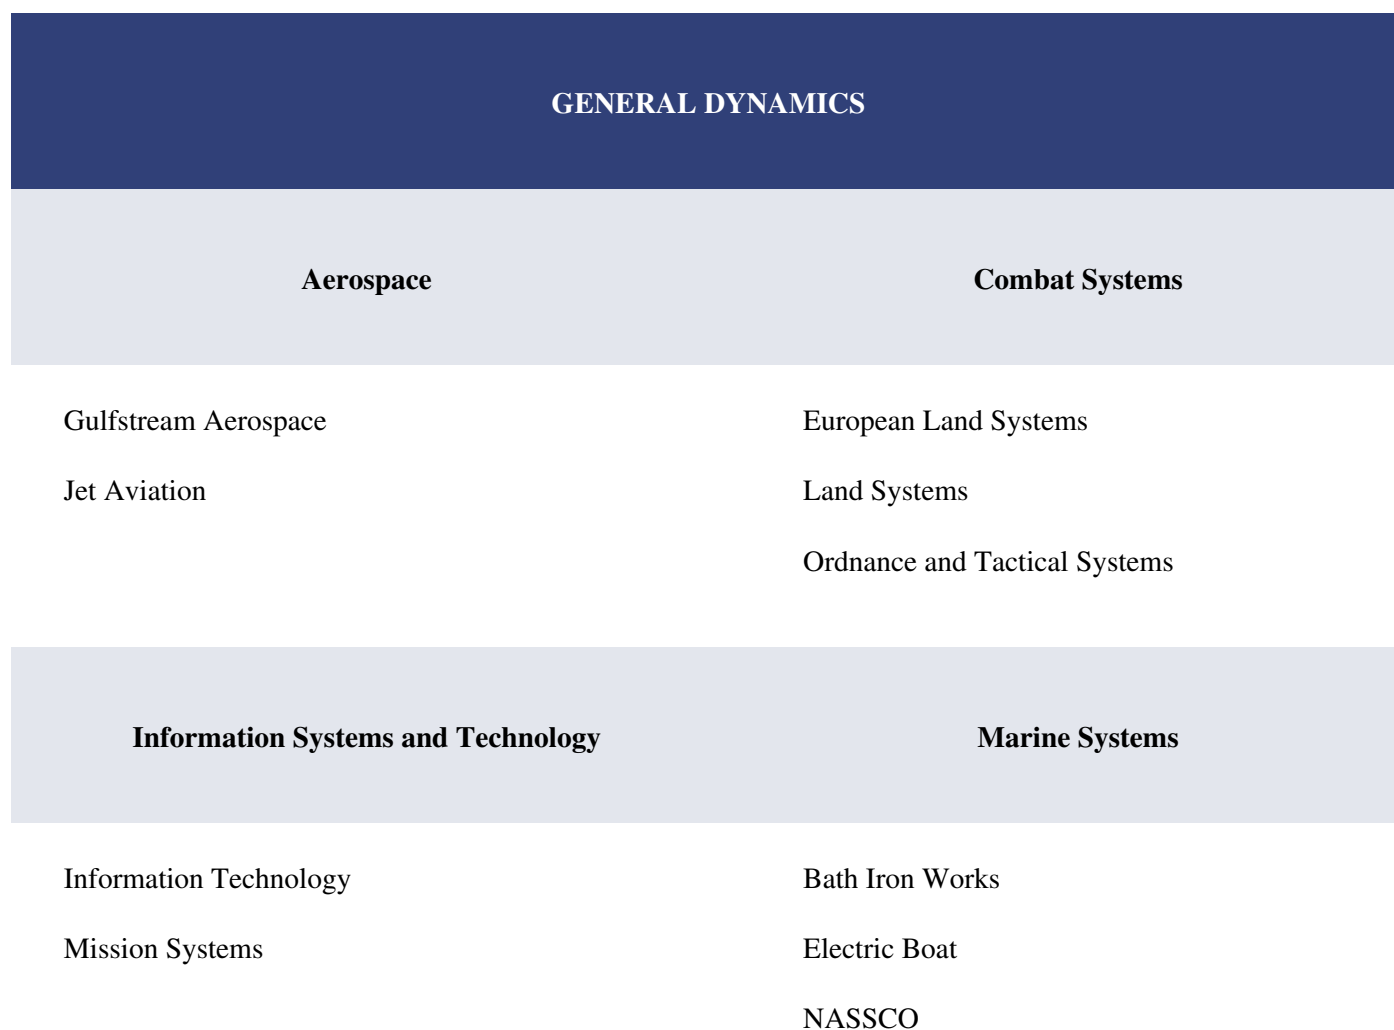 GENERAL DYNAMICS
Aerospace
Combat Systems
Gulfstream Aerospace
European Land Systems
Jet Aviation
Land Systems
Ordnance and Tactical Systems
Information Systems and Technology
Marine Systems
Information Technology
Bath Iron Works
Mission Systems
Electric Boat
NASSCO